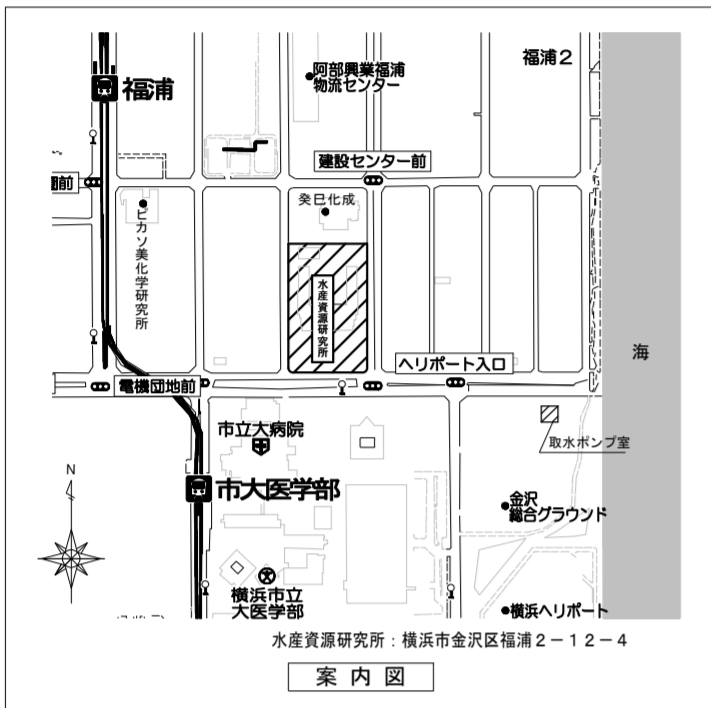 福浦
阿部興業福浦
物流センター
福浦2
建設センター前
癸巳化成
ピカソ美化学研究所
水産資源研究所
海
ヘリポート入口
電機団地前
市立大病院
取水ポンプ室
市大医学部
N
金沢
総合グラウンド
横浜市立
大医学部
横浜ヘリポート
水産資源研究所：横浜市金沢区福浦2－12－4
案内図